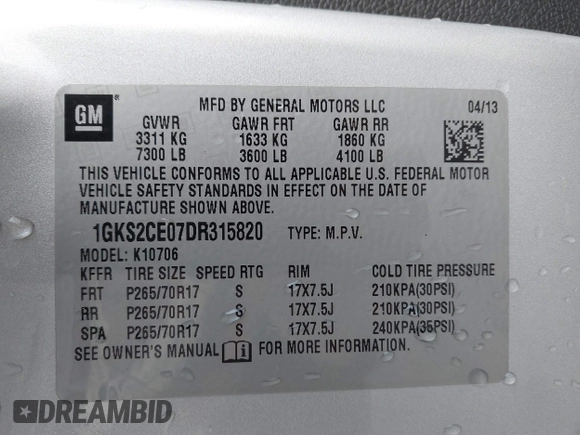 GM
MFD BY GENERAL MOTORS LLC 04/13
GVWR GAWR FRT GAWR RR
3311 KG 1633 KG 1860 KG
7300 LB 3600 LB 4100 LB
THIS VEHICLE CONFORMS TO ALL APPLICABLE U.S. FEDERAL MOTOR
VEHICLE SAFETY STANDARDS IN EFFECT ON THE DATE OF
MANUFACTURE SHOWN ABOVE.
1GKS2CE07DR315820 TYPE: M.P.V.
MODEL: K10706
KFFR TIRE SIZE SPEED RTG RIM COLD TIRE PRESSURE
FRT P265/70R17 S 17X7.5J 210KPA(30PSI)
RR P265/70R17 S 17X7.5J 210KPA(30PSI)
SPA P265/70R17 S 17X7.5J 240KPA(35PSI)
SEE OWNER'S MANUAL FOR MORE INFORMATION.
DREAMBID